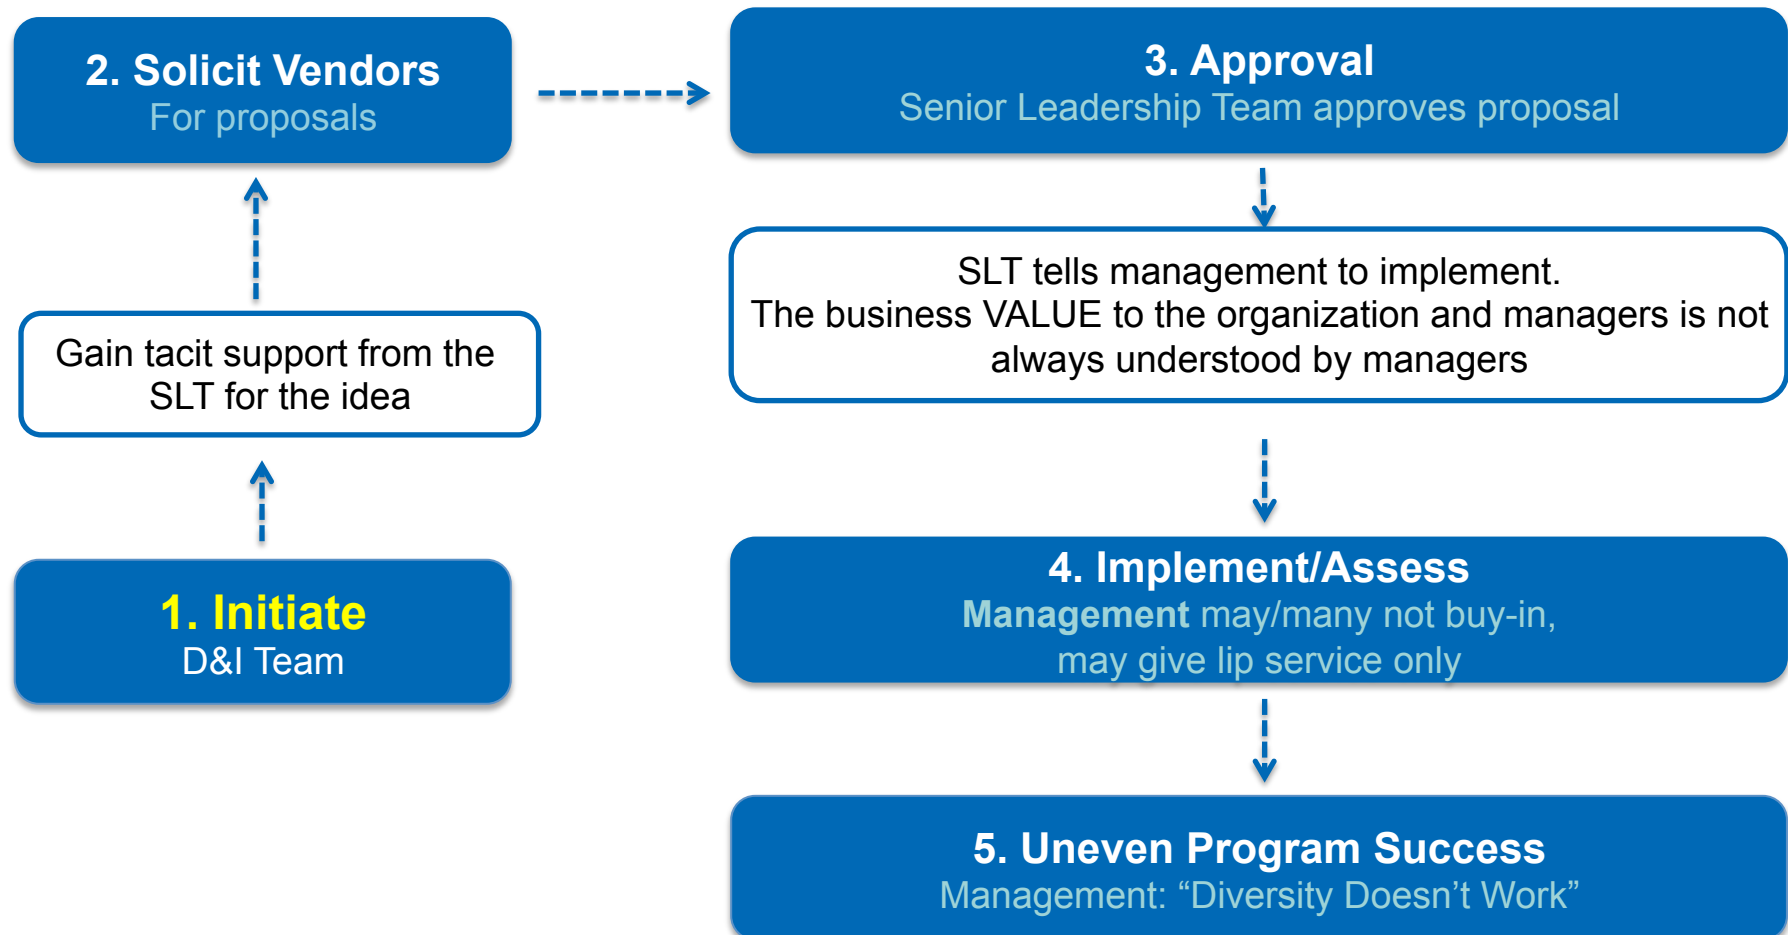 1. Initiate
D&I Team
Gain tacit support from the
SLT for the idea
2. Solicit Vendors
For proposals
3. Approval
Senior Leadership Team approves proposal
SLT tells management to implement.
The business VALUE to the organization and managers is not
always understood by managers
4. Implement/Assess
Management may/many not buy-in,
may give lip service only
5. Uneven Program Success
Management: “Diversity Doesn’t Work”